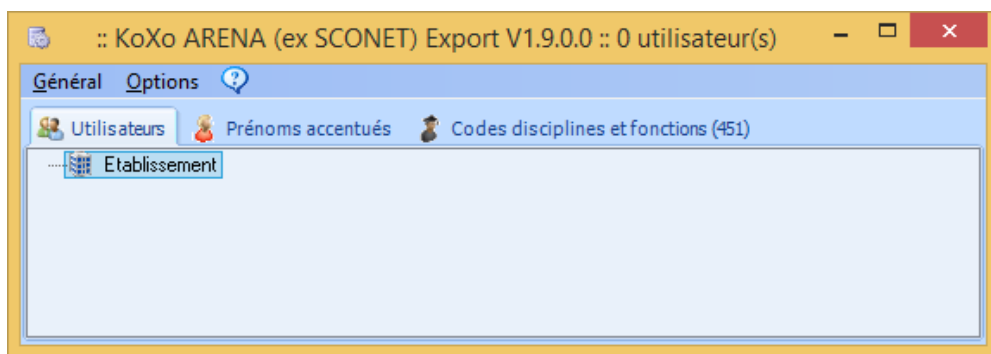 :: KoXo ARENA (ex SCONET) Export V1.9.0.0 :: 0 utilisateur(s)
Général Options
Utilisateurs Prénoms accentués Codes disciplines et fonctions (451)
Etablissement